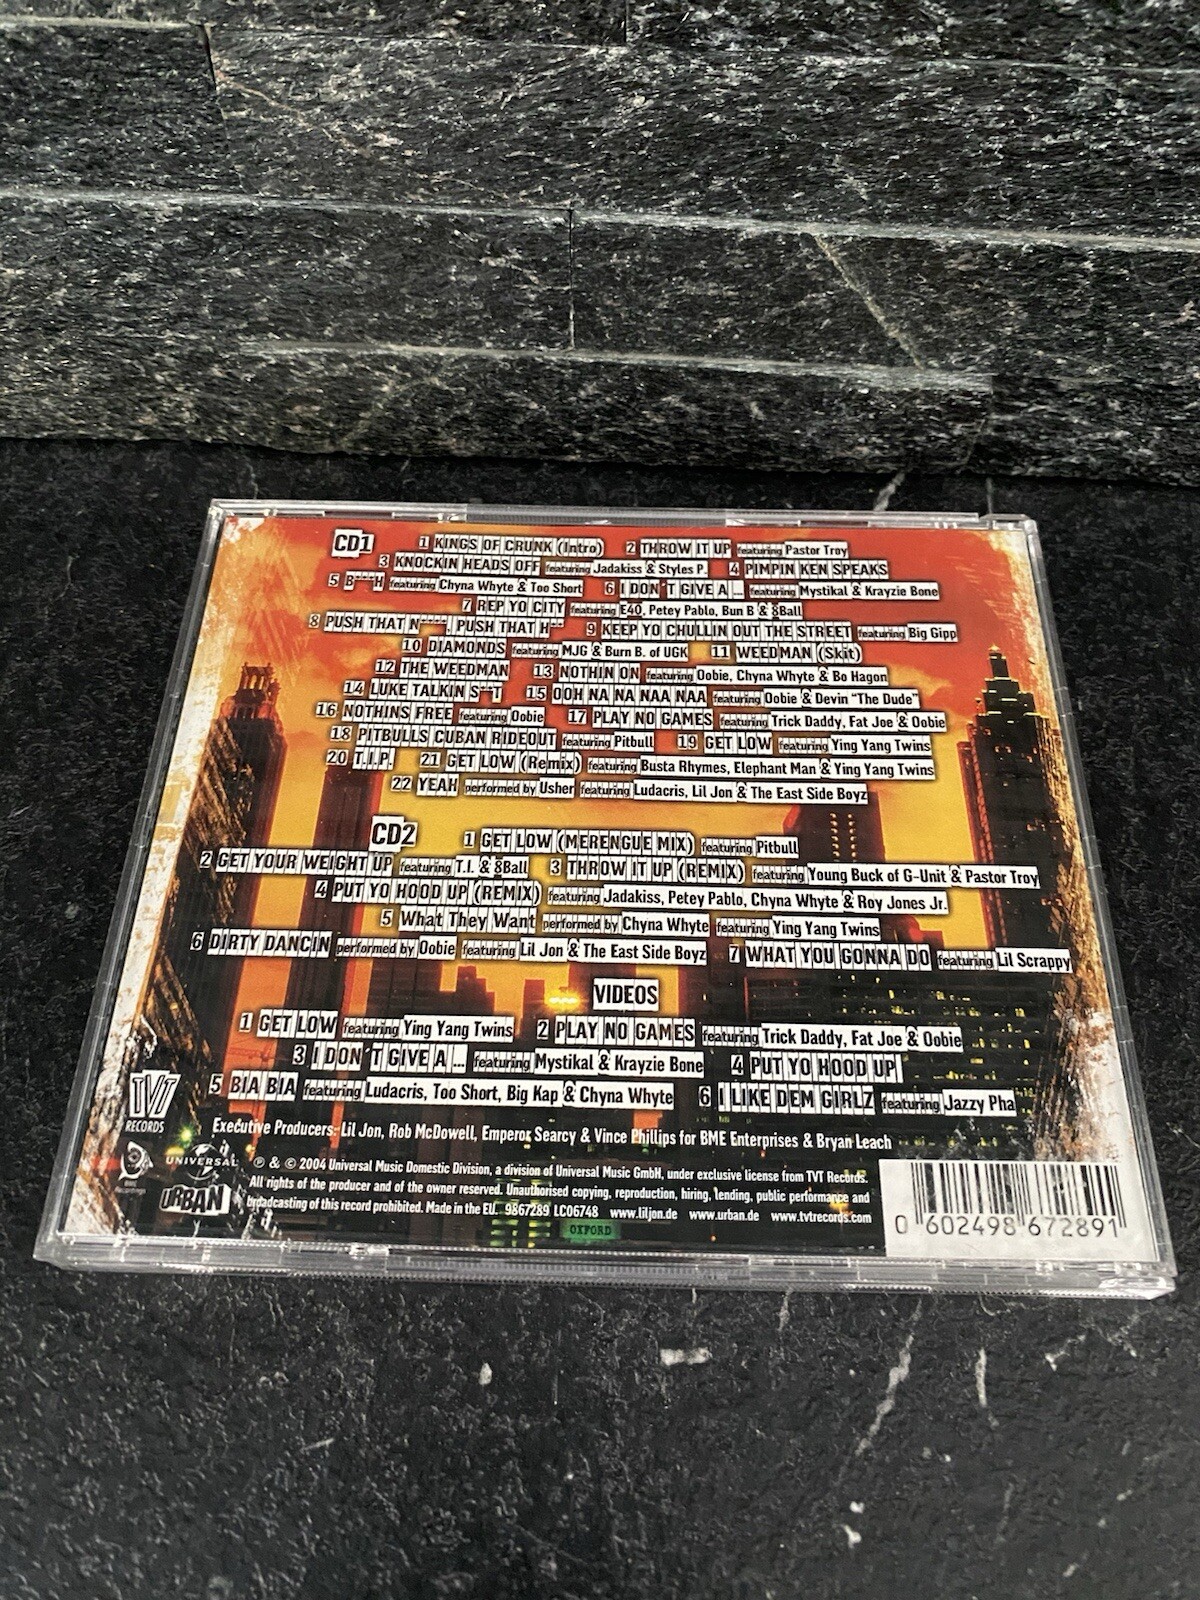 CD1 1 KINGS OF CRUNK (Intro) 2 THROW IT UP featuring Pastor Troy
3 KNOCKIN HEADS OFF featuring Jadakiss & Styles P. 4 PIMPIN KEN SPEAKS
5 B***H featuring Chyna Whyte & Too Short 6 I DON´T GIVE A ... featuring Mystikal & Krayzie Bone
7 REP YO CITY featuring E40, Petey Pablo, Bun B & 8Ball
8 PUSH THAT N****, PUSH THAT H** 9 KEEP YO CHULLIN OUT THE STREET featuring Big Gipp
10 DIAMONDS featuring MJG & Burn B. of UGK 11 WEEDMAN (Skit)
12 THE WEEDMAN 13 NOTHIN ON featuring Oobie, Chyna Whyte & Bo Hagon
14 LUKE TALKIN S**T 15 OOH NA NA NAA NAA featuring Oobie & Devin "The Dude"
16 NOTHINS FREE featuring Oobie 17 PLAY NO GAMES featuring Trick Daddy, Fat Joe & Oobie
18 PITBULLS CUBAN RIDEOUT featuring Pitbull 19 GET LOW featuring Ying Yang Twins
20 T.I.P. 21 GET LOW (Remix) featuring Busta Rhymes, Elephant Man & Ying Yang Twins
22 YEAH performed by Usher featuring Ludacris, Lil Jon & The East Side Boyz
CD2 1 GET LOW (MERENGUE MIX) featuring Pitbull
2 GET YOUR WEIGHT UP featuring T.I. & 8Ball 3 THROW IT UP (REMIX) featuring Young Buck of G-Unit & Pastor Troy
4 PUT YO HOOD UP (REMIX) featuring Jadakiss, Petey Pablo, Chyna Whyte & Roy Jones Jr.
5 What They Want performed by Chyna Whyte featuring Ying Yang Twins
6 DIRTY DANCIN performed by Oobie featuring Lil Jon & The East Side Boyz 7 WHAT YOU GONNA DO featuring Lil Scrappy
VIDEOS
1 GET LOW featuring Ying Yang Twins 2 PLAY NO GAMES featuring Trick Daddy, Fat Joe & Oobie
3 I DON´T GIVE A ... featuring Mystikal & Krayzie Bone 4 PUT YO HOOD UP
5 BIA BIA featuring Ludacris, Too Short, Big Kap & Chyna Whyte 6 I LIKE DEM GIRLZ featuring Jazzy Pha
TVT
RECORDS
Executive Producers: Lil Jon, Rob McDowell, Emperor Searcy & Vince Phillips for BME Enterprises & Bryan Leach
UNIVERSAL
URBAN
℗ & © 2004 Universal Music Domestic Division, a division of Universal Music GmbH, under exclusive license from TVT Records.
All rights of the producer and of the owner reserved. Unauthorised copying, reproduction, hiring, lending, public performance and
broadcasting of this record prohibited. Made in the EU. 9867289 LC06748 www.liljon.de www.urban.de www.tvtrecords.com
OXFORD
0 602498 672891